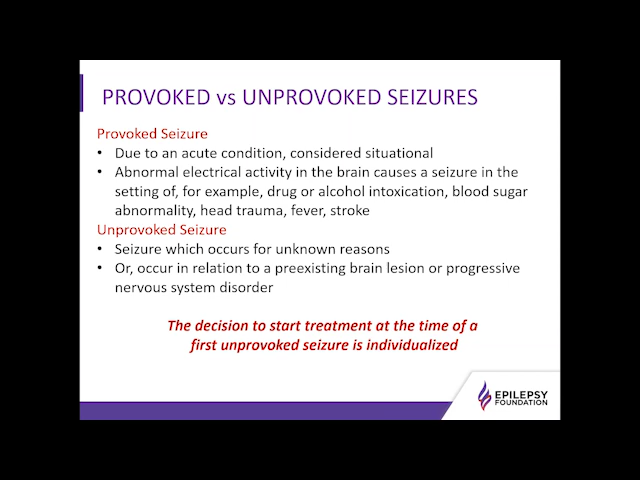 PROVOKED vs UNPROVOKED SEIZURES
Provoked Seizure
• Due to an acute condition, considered situational
• Abnormal electrical activity in the brain causes a seizure in the
setting of, for example, drug or alcohol intoxication, blood sugar
abnormality, head trauma, fever, stroke
Unprovoked Seizure
• Seizure which occurs for unknown reasons
• Or, occur in relation to a preexisting brain lesion or progressive
nervous system disorder
The decision to start treatment at the time of a
first unprovoked seizure is individualized
EPILEPSY
FOUNDATION